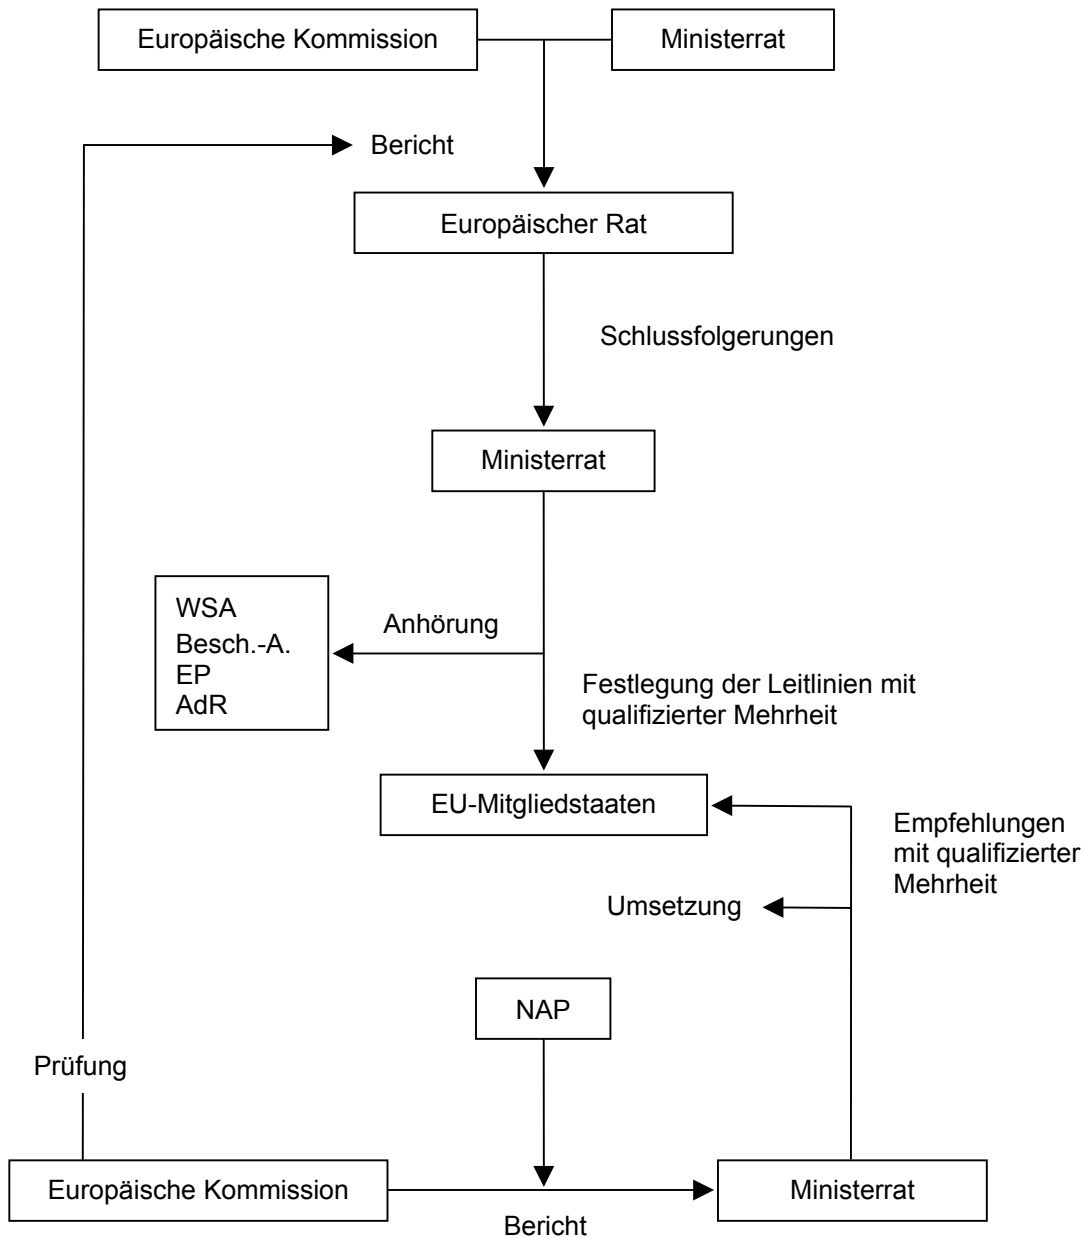 Europäische Kommission
Ministerrat
Bericht
Europäischer Rat
Schlussfolgerungen
Ministerrat
WSA
Besch.-A.
EP
AdR
Anhörung
Festlegung der Leitlinien mit
qualifizierter Mehrheit
EU-Mitgliedstaaten
Empfehlungen
mit qualifizierter
Mehrheit
Umsetzung
NAP
Prüfung
Europäische Kommission
Bericht
Ministerrat